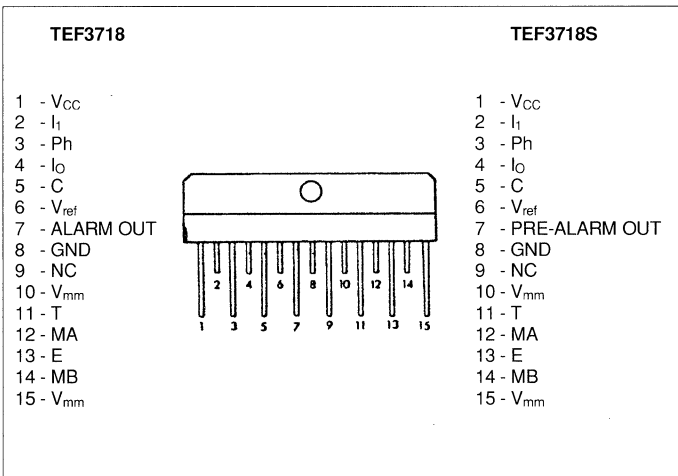 TEF3718
1 - VCC
2 - I1
3 - Ph
4 - IO
5 - C
6 - Vref
7 - ALARM OUT
8 - GND
9 - NC
10 - Vmm
11 - T
12 - MA
13 - E
14 - MB
15 - Vmm
2 4 6 8 10 12 14
1 3 5 7 9 11 13 15
TEF3718S
1 - VCC
2 - I1
3 - Ph
4 - IO
5 - C
6 - Vref
7 - PRE-ALARM OUT
8 - GND
9 - NC
10 - Vmm
11 - T
12 - MA
13 - E
14 - MB
15 - Vmm